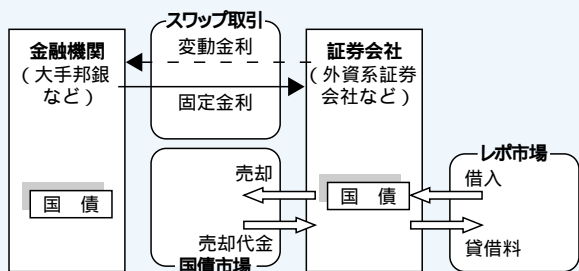 スワップ取引
変動金利
固定金利
金融機関
(大手邦銀
など)
国 債
証券会社
(外資系証券
会社など)
国 債
売却
売却代金
国債市場
レポ市場
借入
貸借料